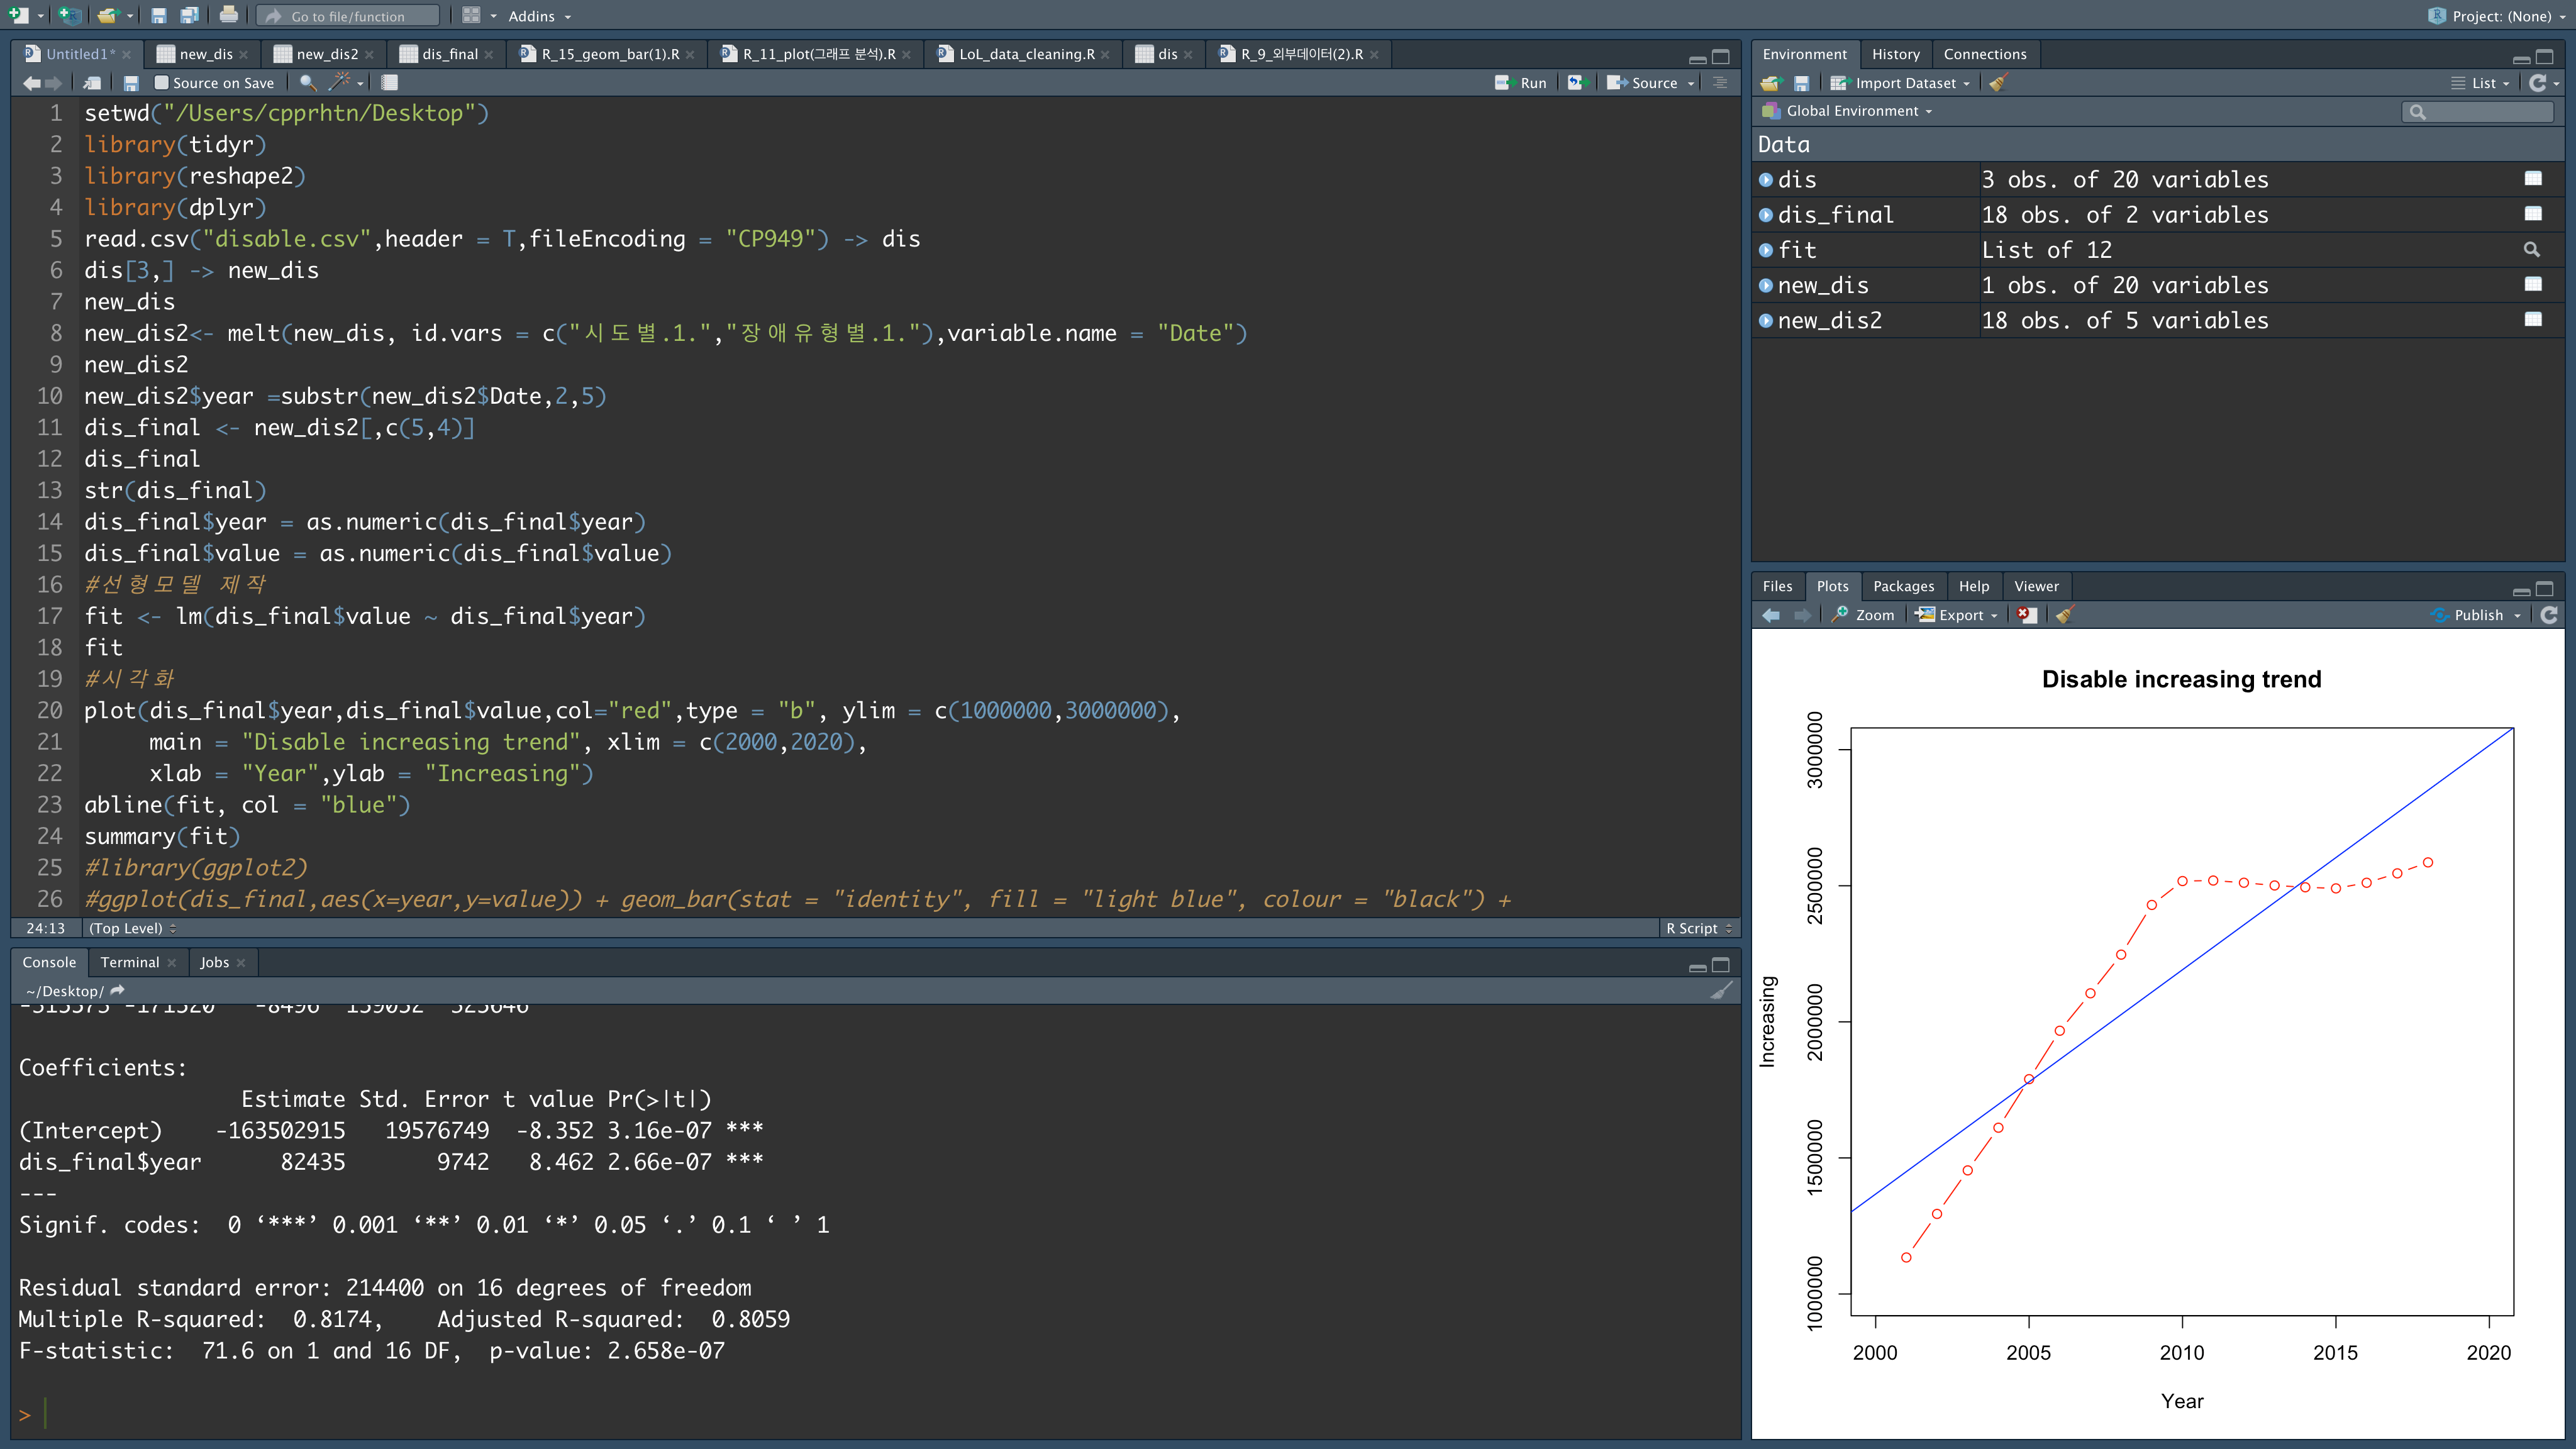 Go to file/function
Addins
Project: (None)
Untitled1*
new_dis
new_dis2
dis_final
R_15_geom_bar(1).R
R_11_plot(그래프 분석).R
LoL_data_cleaning.R
dis
R_9_외부데이터(2).R
Source on Save
Run
Source
1 setwd("/Users/cpprhtn/Desktop")
2 library(tidyr)
3 library(reshape2)
4 library(dplyr)
5 read.csv("disable.csv",header = T,fileEncoding = "CP949") -> dis
6 dis[3,] -> new_dis
7 new_dis
8 new_dis2<- melt(new_dis, id.vars = c("시도별.1.","장애유형별.1."),variable.name = "Date")
9 new_dis2
10 new_dis2$year =substr(new_dis2$Date,2,5)
11 dis_final <- new_dis2[,c(5,4)]
12 dis_final
13 str(dis_final)
14 dis_final$year = as.numeric(dis_final$year)
15 dis_final$value = as.numeric(dis_final$value)
16 #선형모델 제작
17 fit <- lm(dis_final$value ~ dis_final$year)
18 fit
19 #시각화
20 plot(dis_final$year,dis_final$value,col="red",type = "b", ylim = c(1000000,3000000),
21 main = "Disable increasing trend", xlim = c(2000,2020),
22 xlab = "Year",ylab = "Increasing")
23 abline(fit, col = "blue")
24 summary(fit)
25 #library(ggplot2)
26 #ggplot(dis_final,aes(x=year,y=value)) + geom_bar(stat = "identity", fill = "light blue", colour = "black") +
24:13 (Top Level) R Script
Console Terminal Jobs
~/Desktop/
-315573 -171520 -8496 159052 325646
Coefficients:
Estimate Std. Error t value Pr(>|t|)
(Intercept) -163502915 19576749 -8.352 3.16e-07 ***
dis_final$year 82435 9742 8.462 2.66e-07 ***
---
Signif. codes: 0 ‘***’ 0.001 ‘**’ 0.01 ‘*’ 0.05 ‘.’ 0.1 ‘ ’ 1
Residual standard error: 214400 on 16 degrees of freedom
Multiple R-squared: 0.8174, Adjusted R-squared: 0.8059
F-statistic: 71.6 on 1 and 16 DF, p-value: 2.658e-07
>
Environment History Connections
Import Dataset
List
Global Environment
Data
dis 3 obs. of 20 variables
dis_final 18 obs. of 2 variables
fit List of 12
new_dis 1 obs. of 20 variables
new_dis2 18 obs. of 5 variables
Files Plots Packages Help Viewer
Zoom Export Publish
Disable increasing trend
3000000
2500000
2000000
1500000
1000000
Increasing
2000 2005 2010 2015 2020
Year